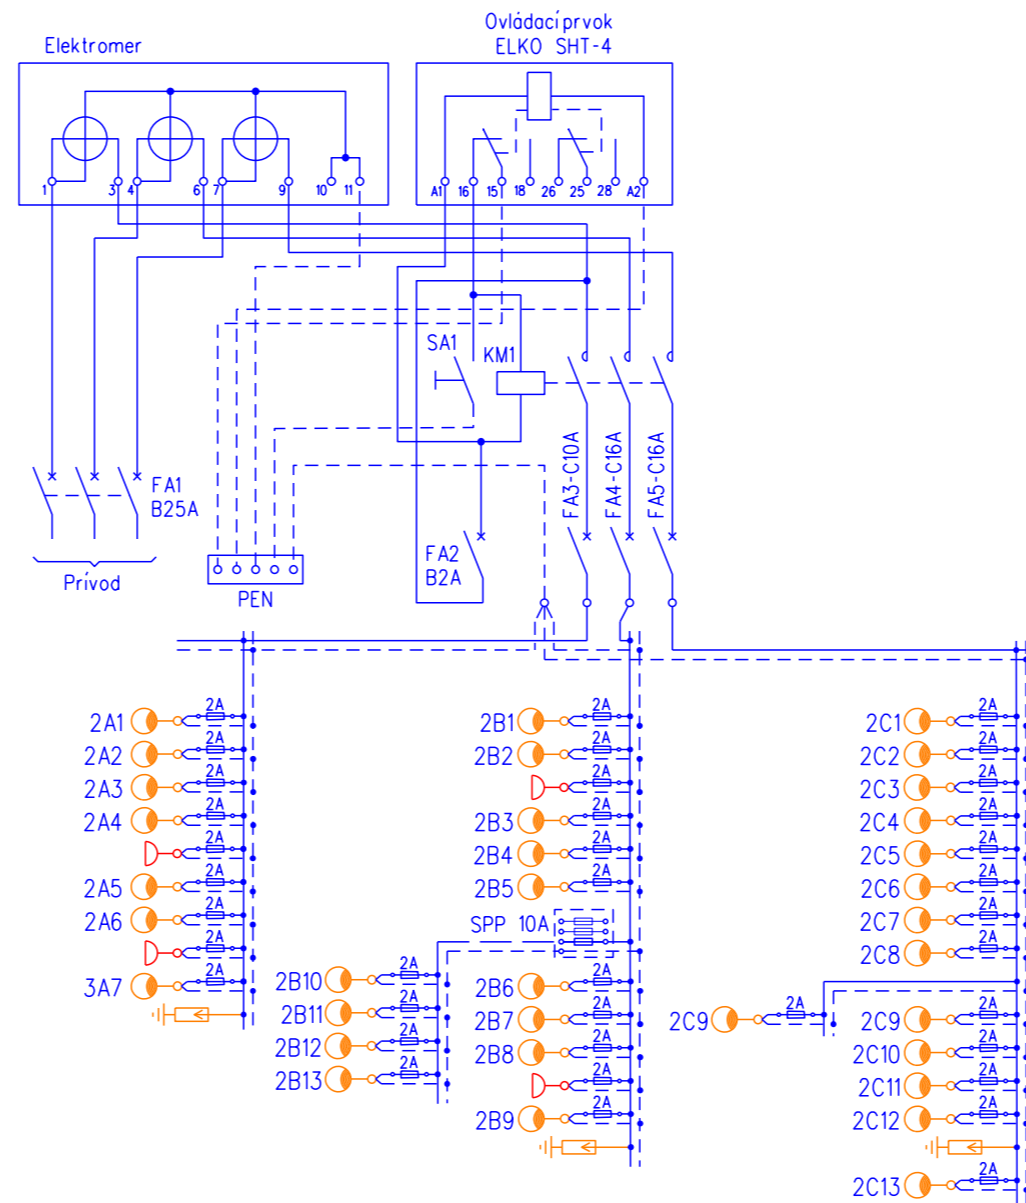 Ovládací prvok
ELKO SHT-4
Elektromer
1
3
4
6
7
9
10
11
A1
16
15
18
26
25
28
A2
SA1
KM1
FA3-C10A
FA4-C16A
FA5-C16A
FA1
B25A
FA2
B2A
Prívod
PEN
2A1 2A
2A2 2A
2A3 2A
2A4 2A
2A
2A5 2A
2A6 2A
2A
3A7 2A
2B1 2A
2B2 2A
2A
2B3 2A
2B4 2A
2B5 2A
SPP 10A
2B10 2A
2B11 2A
2B12 2A
2B13 2A
2B6 2A
2B7 2A
2B8 2A
2A
2B9 2A
2C1 2A
2C2 2A
2C3 2A
2C4 2A
2C5 2A
2C6 2A
2C7 2A
2C8 2A
2C9 2A
2C9 2A
2C10 2A
2C11 2A
2C12 2A
2C13 2A